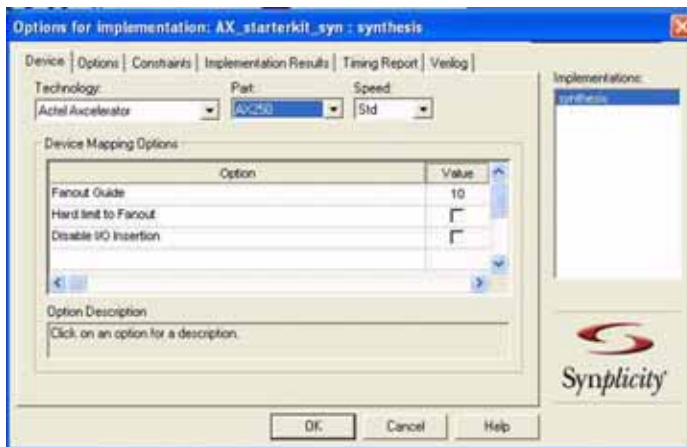 Options for implementation: AX_starterkit_syn : synthesis
Device Options Constraints Implementation Results Timing Report Verilog
Technology: Part: Speed:
Actel Axcelerator AX250 Std
Implementations:
synthesis
Device Mapping Options
Option Value
Fanout Guide 10
Hard limit to Fanout
Disable I/O Insertion
Option Description
Click on an option for a description.
Synplicity
OK Cancel Help